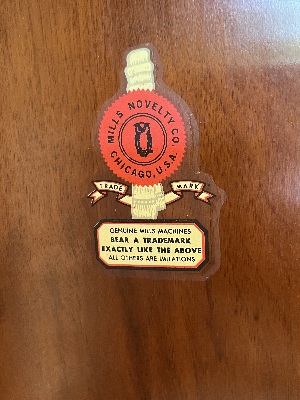 MILLS NOVELTY CO.
CHICAGO, U.S.A.
TRADE MARK
GENUINE MILLS MACHINES
BEAR A TRADEMARK
EXACTLY LIKE THE ABOVE
ALL OTHERS ARE IMITATIONS